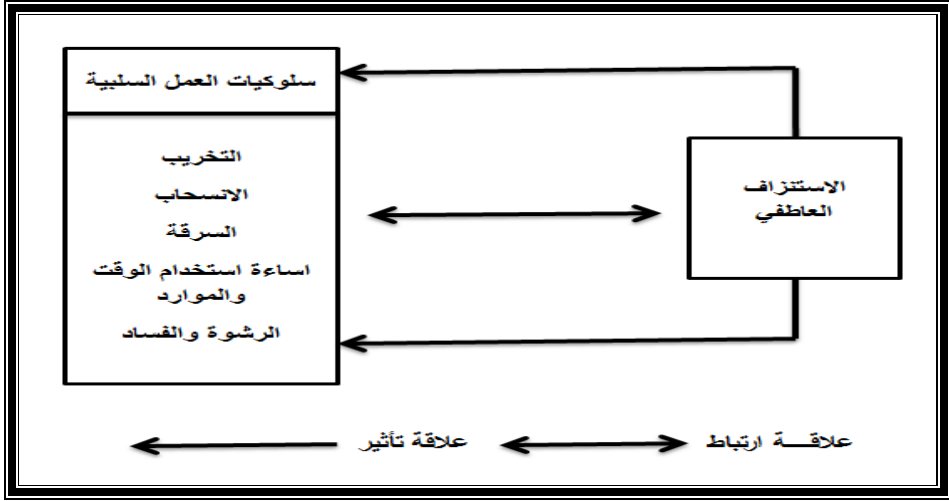 سلوكيات العمل السلبية
التخريب
الانسحاب
السرقة
اساءة استخدام الوقت
والموارد
الرشوة والفساد
الاستنزاف
العاطفي
علاقـــة ارتباط
علاقة تأثير